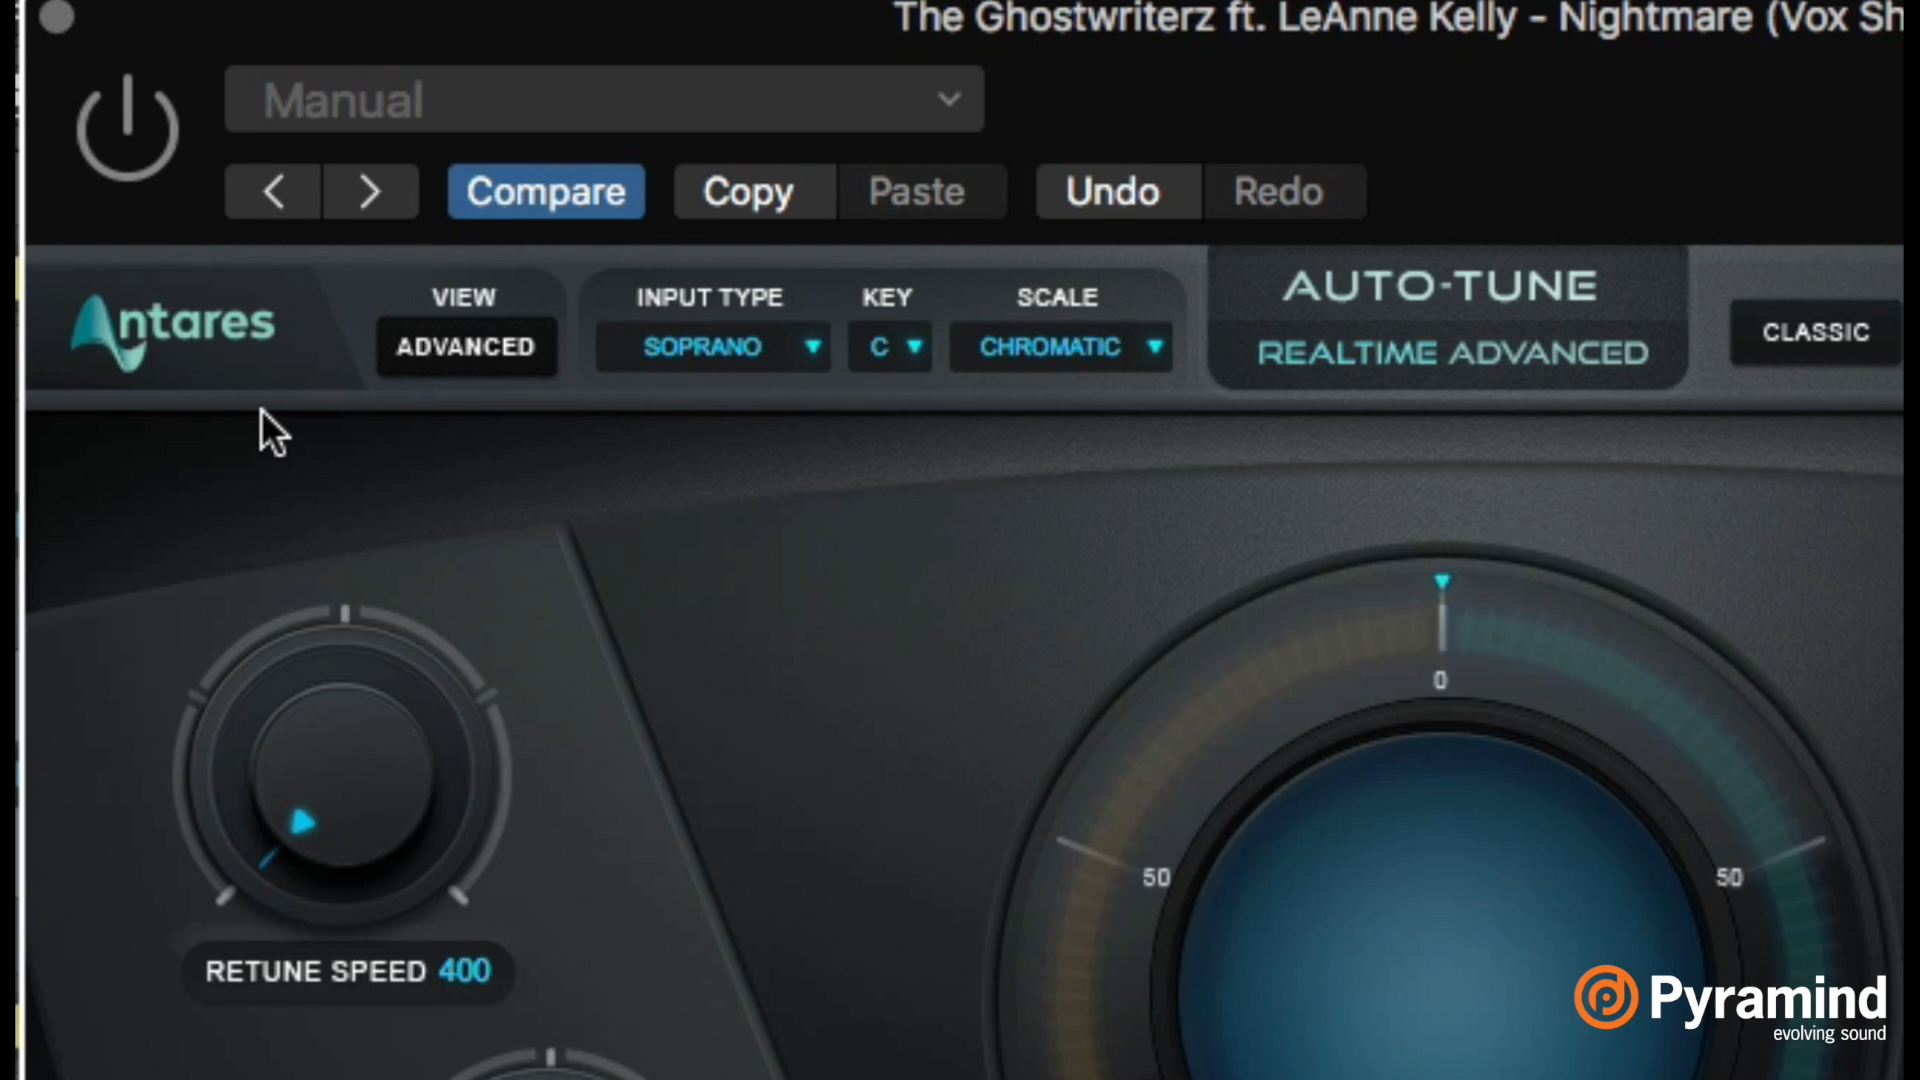 The Ghostwriterz ft. LeAnne Kelly - Nightmare (Vox Sh
Manual
Compare Copy Paste Undo Redo
Antares
VIEW
ADVANCED
INPUT TYPE KEY SCALE
SOPRANO C CHROMATIC
AUTO-TUNE
REALTIME ADVANCED
CLASSIC
0
50 50
RETUNE SPEED 400
Pyramind
evolving sound